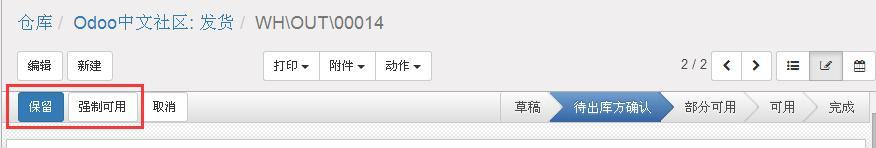 仓库 / Odoo中文社区: 发货 / WH\OUT\00014
编辑 新建 打印 附件 动作 2 / 2
保留 强制可用 取消 草稿 待出库方确认 部分可用 可用 完成